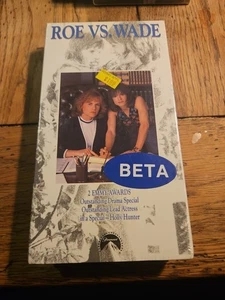 ROE VS. WADE
BETA
2 EMMY AWARDS
Outstanding Drama Special
Outstanding Lead Actress
in a Special - Holly Hunter